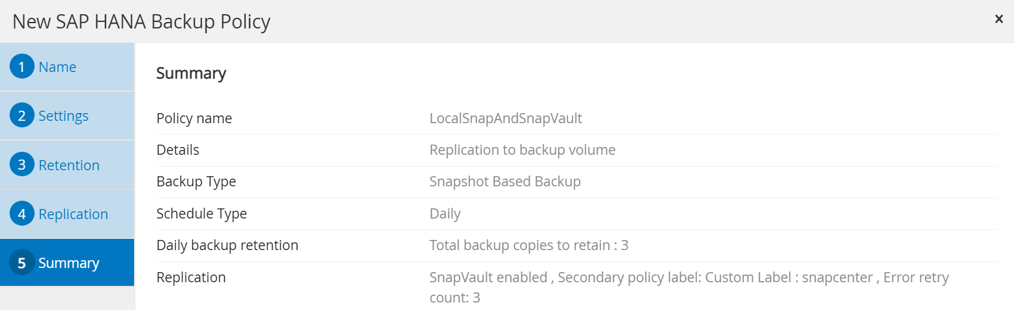 New SAP HANA Backup Policy
×
1 Name
2 Settings
3 Retention
4 Replication
5 Summary
Summary
Policy name LocalSnapAndSnapVault
Details Replication to backup volume
Backup Type Snapshot Based Backup
Schedule Type Daily
Daily backup retention Total backup copies to retain : 3
Replication SnapVault enabled , Secondary policy label: Custom Label : snapcenter , Error retry
count: 3